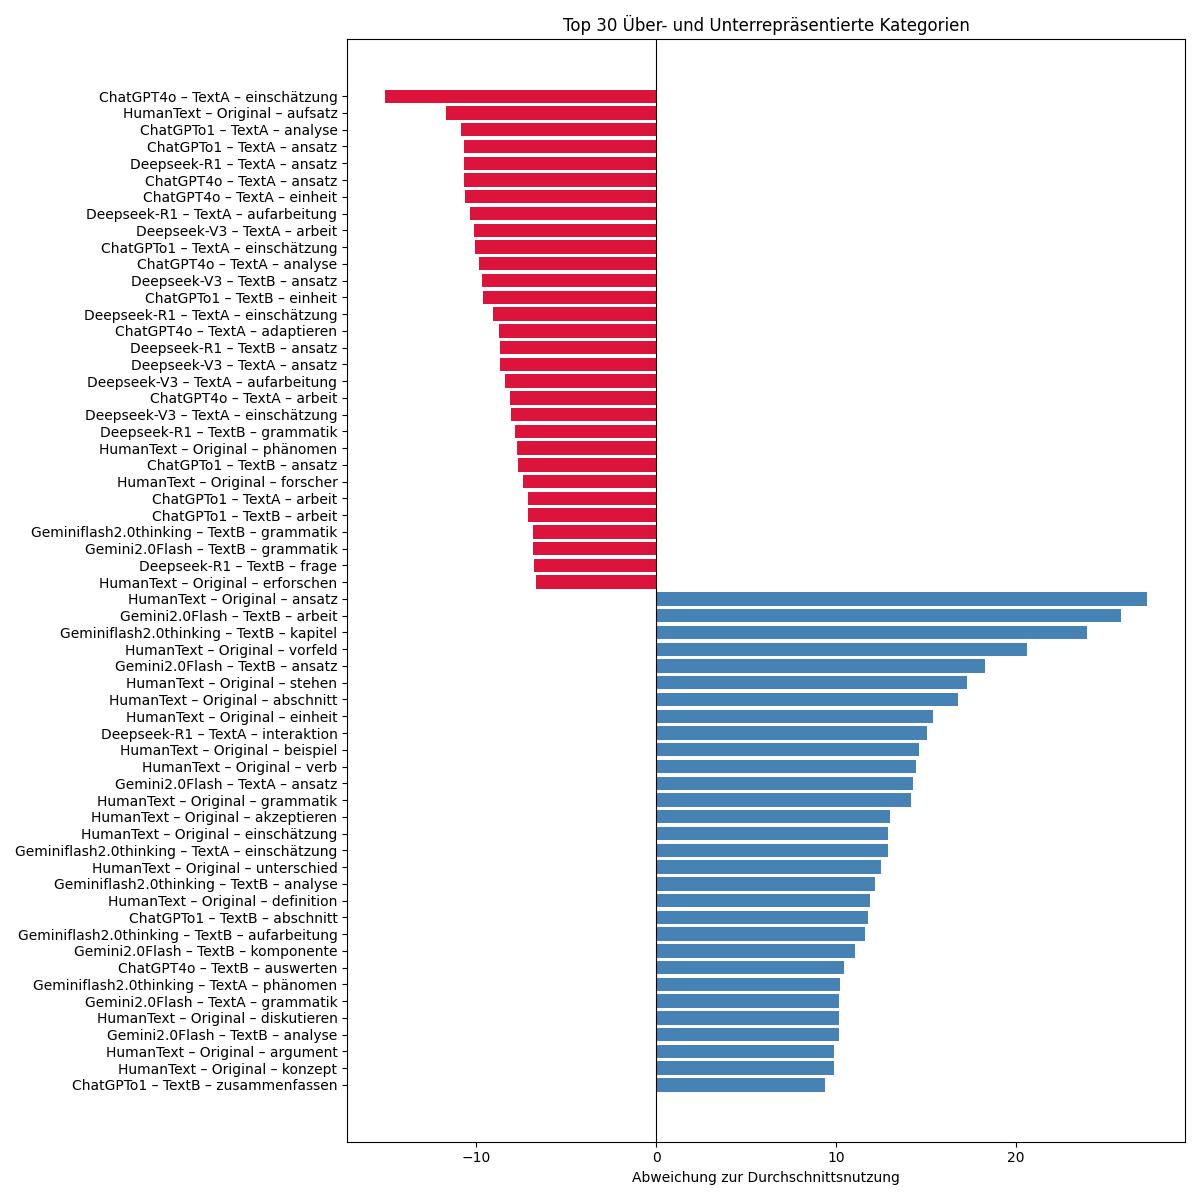 Top 30 Über- und Unterrepräsentierte Kategorien
ChatGPT4o – TextA – einschätzung
HumanText – Original – aufsatz
ChatGPTo1 – TextA – analyse
ChatGPTo1 – TextA – ansatz
Deepseek-R1 – TextA – ansatz
ChatGPT4o – TextA – ansatz
ChatGPT4o – TextA – einheit
Deepseek-R1 – TextA – aufarbeitung
Deepseek-V3 – TextA – arbeit
ChatGPTo1 – TextA – einschätzung
ChatGPT4o – TextA – analyse
Deepseek-V3 – TextB – ansatz
ChatGPTo1 – TextB – einheit
Deepseek-R1 – TextA – einschätzung
ChatGPT4o – TextA – adaptieren
Deepseek-R1 – TextB – ansatz
Deepseek-V3 – TextA – ansatz
Deepseek-V3 – TextA – aufarbeitung
ChatGPT4o – TextA – arbeit
Deepseek-V3 – TextA – einschätzung
Deepseek-R1 – TextB – grammatik
HumanText – Original – phänomen
ChatGPTo1 – TextB – ansatz
HumanText – Original – forscher
ChatGPTo1 – TextA – arbeit
ChatGPTo1 – TextB – arbeit
Geminiflash2.0thinking – TextB – grammatik
Gemini2.0Flash – TextB – grammatik
Deepseek-R1 – TextB – frage
HumanText – Original – erforschen
HumanText – Original – ansatz
Gemini2.0Flash – TextB – arbeit
Geminiflash2.0thinking – TextB – kapitel
HumanText – Original – vorfeld
Gemini2.0Flash – TextB – ansatz
HumanText – Original – stehen
HumanText – Original – abschnitt
HumanText – Original – einheit
Deepseek-R1 – TextA – interaktion
HumanText – Original – beispiel
HumanText – Original – verb
Gemini2.0Flash – TextA – ansatz
HumanText – Original – grammatik
HumanText – Original – akzeptieren
HumanText – Original – einschätzung
Geminiflash2.0thinking – TextA – einschätzung
HumanText – Original – unterschied
Geminiflash2.0thinking – TextB – analyse
HumanText – Original – definition
ChatGPTo1 – TextB – abschnitt
Geminiflash2.0thinking – TextB – aufarbeitung
Gemini2.0Flash – TextB – komponente
ChatGPT4o – TextB – auswerten
Geminiflash2.0thinking – TextA – phänomen
Gemini2.0Flash – TextA – grammatik
HumanText – Original – diskutieren
Gemini2.0Flash – TextB – analyse
HumanText – Original – argument
HumanText – Original – konzept
ChatGPTo1 – TextB – zusammenfassen
−10 0 10 20
Abweichung zur Durchschnittsnutzung